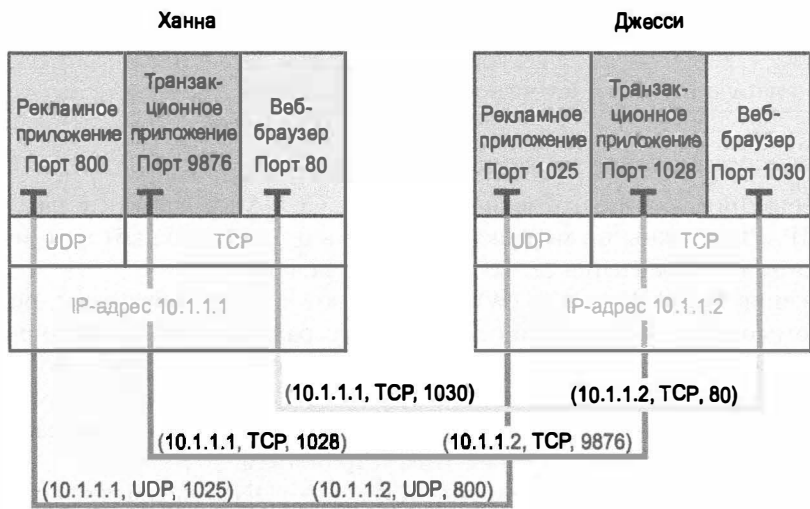 Ханна
Джесси
Рекламное
приложение
Порт 800
Транзак-
ционное
приложение
Порт 9876
Веб-
браузер
Порт 80
Рекламное
приложение
Порт 1025
Транзак-
ционное
приложение
Порт 1028
Веб-
браузер
Порт 1030
UDP
TCP
UDP
TCP
IP-адрес 10.1.1.1
IP-адрес 10.1.1.2
(10.1.1.1, TCP, 1030)
(10.1.1.2, TCP, 80)
(10.1.1.1, TCP, 1028)
(10.1.1.2, TCP, 9876)
(10.1.1.1, UDP, 1025)
(10.1.1.2, UDP, 800)